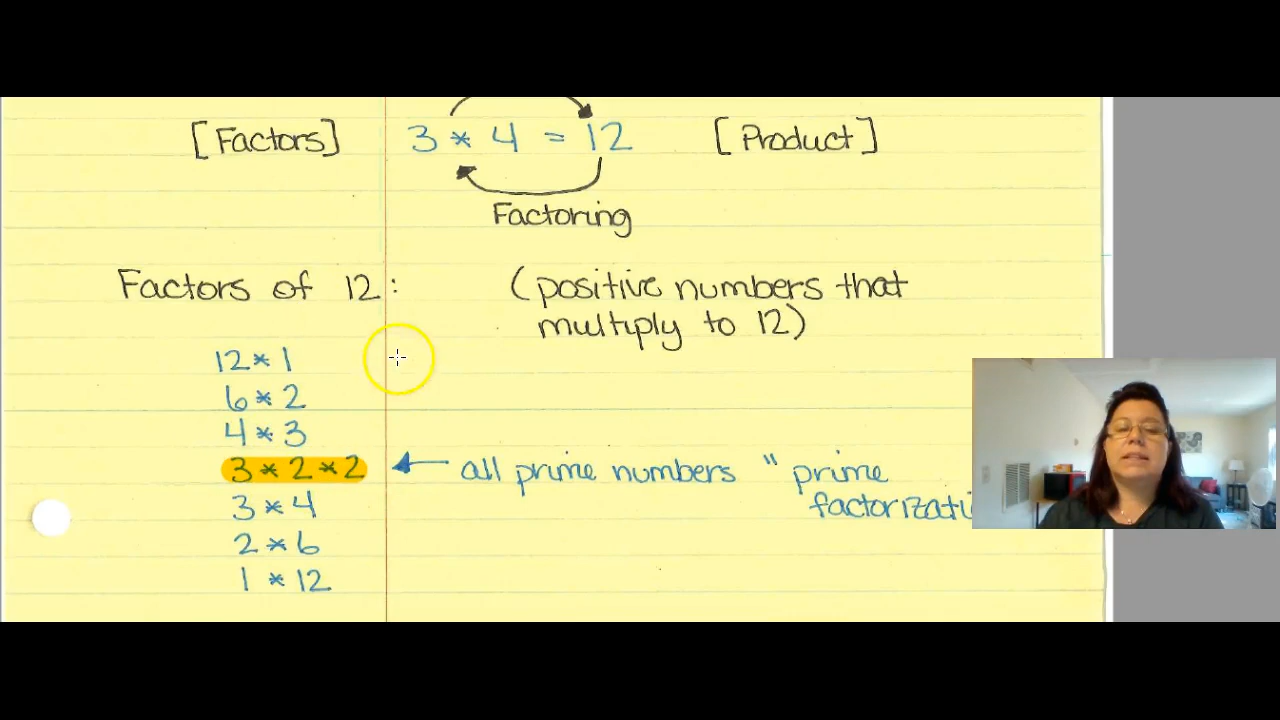 [Factors] 3 * 4 = 12 [Product]
Factoring
Factors of 12: (positive numbers that
multiply to 12)
12 * 1
6 * 2
4 * 3
3 * 2 * 2 all prime numbers " prime
3 * 4 factorizati
2 * 6
1 * 12